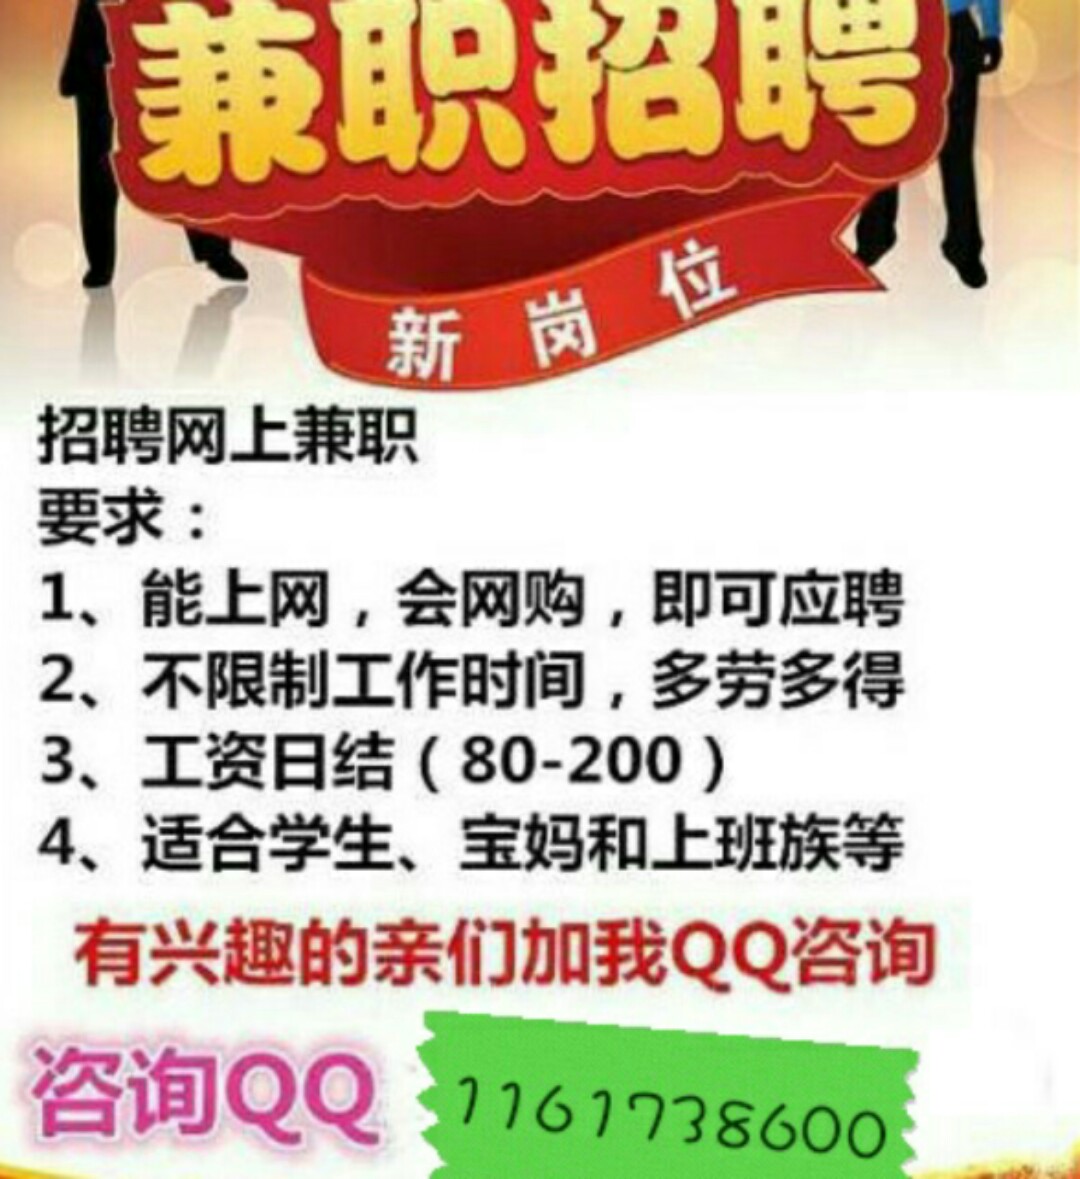 兼职招聘
新岗位
招聘网上兼职
要求：
1、能上网，会网购，即可应聘
2、不限制工作时间，多劳多得
3、工资日结（80-200）
4、适合学生、宝妈和上班族等
有兴趣的亲们加我QQ咨询
咨询QQ 1161738600